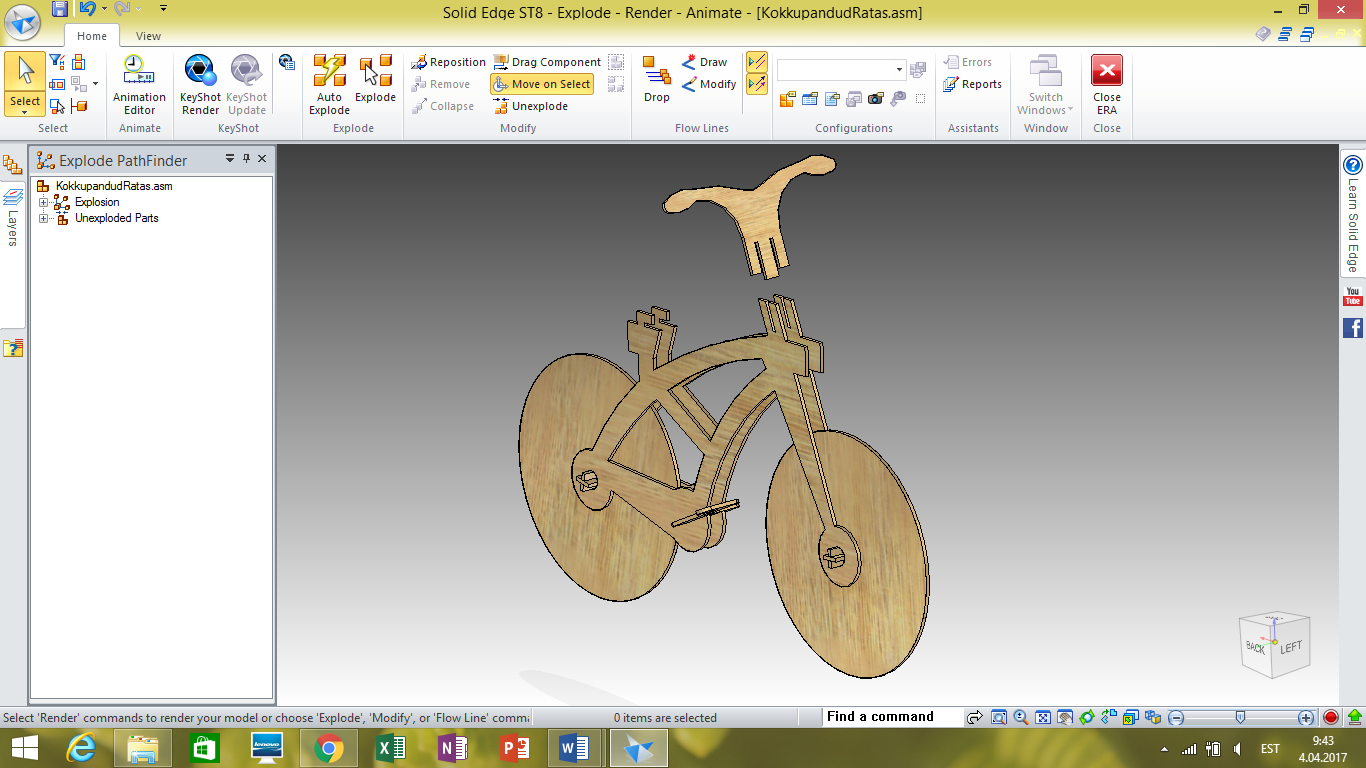 Solid Edge ST8 - Explode - Render - Animate - [KokkupandudRatas.asm]
Home View
Select
Select
Animation Editor
Animate
KeyShot Render
KeyShot Update
KeyShot
Auto Explode
Explode
Explode
Reposition
Remove
Collapse
Drag Component
Move on Select
Unexplode
Modify
Drop
Draw
Modify
Flow Lines
Configurations
Errors
Reports
Assistants
Switch Windows
Window
Close ERA
Close
Explode PathFinder
KokkupandudRatas.asm
Explosion
Unexploded Parts
Layers
Learn Solid Edge
You Tube
BACK
LEFT
Select 'Render' commands to render your model or choose 'Explode', 'Modify', or 'Flow Line' comm
0 items are selected
Find a command
lenovo
EST
9:43
4.04.2017